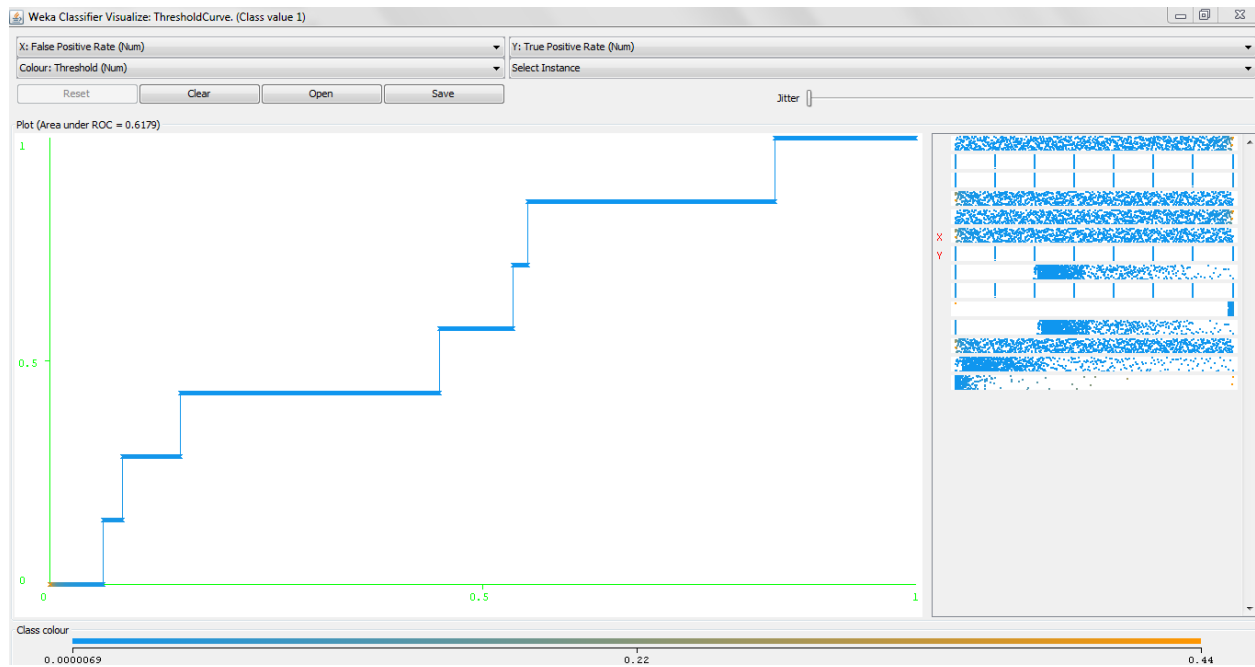 Weka Classifier Visualize: ThresholdCurve. (Class value 1)
X: False Positive Rate (Num)
Y: True Positive Rate (Num)
Colour: Threshold (Num)
Select Instance
Reset
Clear
Open
Save
Jitter
Plot (Area under ROC = 0.6179)
1
0.5
0
0
0.5
1
X
Y
Class colour
0.0000069
0.22
0.44